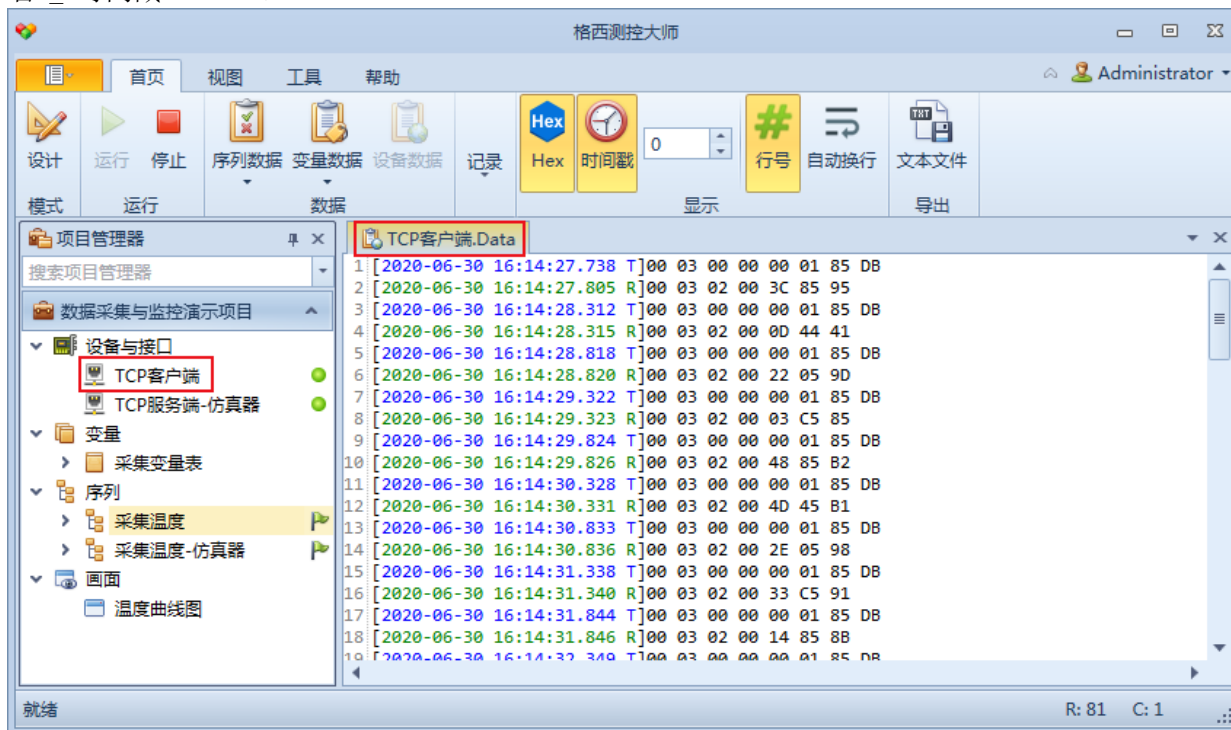 格西测控大师
首页 视图 工具 帮助 Administrator
设计 运行 停止 序列数据 变量数据 设备数据 记录 Hex Hex 时间戳 0 行号 自动换行 TXT 文本文件
模式 运行 数据 显示 导出
项目管理器
搜索项目管理器
数据采集与监控演示项目
设备与接口
TCP客户端
TCP服务端-仿真器
变量
采集变量表
序列
采集温度
采集温度-仿真器
画面
温度曲线图
TCP客户端.Data
1 [2020-06-30 16:14:27.738 T]00 03 00 00 00 01 85 DB
2 [2020-06-30 16:14:27.805 R]00 03 02 00 3C 85 95
3 [2020-06-30 16:14:28.312 T]00 03 00 00 00 01 85 DB
4 [2020-06-30 16:14:28.315 R]00 03 02 00 0D 44 41
5 [2020-06-30 16:14:28.818 T]00 03 00 00 00 01 85 DB
6 [2020-06-30 16:14:28.820 R]00 03 02 00 22 05 9D
7 [2020-06-30 16:14:29.322 T]00 03 00 00 00 01 85 DB
8 [2020-06-30 16:14:29.323 R]00 03 02 00 03 C5 85
9 [2020-06-30 16:14:29.824 T]00 03 00 00 00 01 85 DB
10 [2020-06-30 16:14:29.826 R]00 03 02 00 48 85 B2
11 [2020-06-30 16:14:30.328 T]00 03 00 00 00 01 85 DB
12 [2020-06-30 16:14:30.331 R]00 03 02 00 4D 45 B1
13 [2020-06-30 16:14:30.833 T]00 03 00 00 00 01 85 DB
14 [2020-06-30 16:14:30.836 R]00 03 02 00 2E 05 98
15 [2020-06-30 16:14:31.338 T]00 03 00 00 00 01 85 DB
16 [2020-06-30 16:14:31.340 R]00 03 02 00 33 C5 91
17 [2020-06-30 16:14:31.844 T]00 03 00 00 00 01 85 DB
18 [2020-06-30 16:14:31.846 R]00 03 02 00 14 85 8B
19 [2020-06-30 16:14:32.349 T]00 03 00 00 00 01 85 DB
就绪 R: 81 C: 1